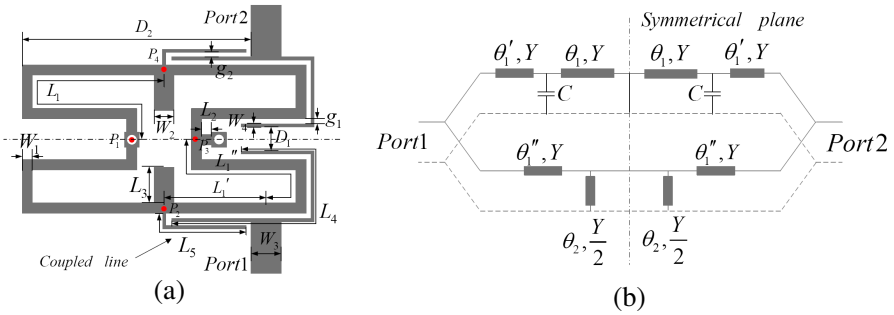 Port2
D₂
P₄
g₂
L₁
L₂
W₄
g₁
W₁
P₁
W₂
P₃
D₁
L₁″
L₃
L₁′
L₄
P₂
L₅
W₃
Coupled line
Port1
(a)
Symmetrical plane
θ₁′, Y
θ₁, Y
θ₁, Y
θ₁′, Y
C
C
Port1
Port2
θ₁″, Y
θ₁″, Y
θ₂, Y/2
θ₂, Y/2
(b)